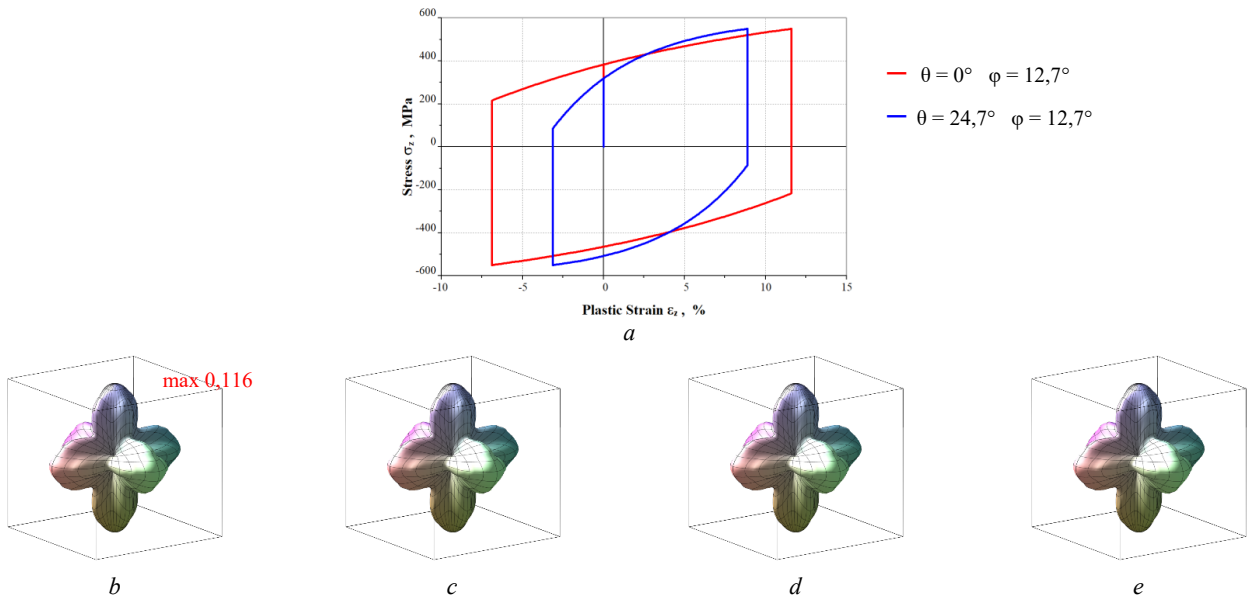 600
400
200
0
-200
-400
-600
Stress σz , MPa
-10 -5 0 5 10 15
Plastic Strain εz , %
θ = 0° φ = 12,7°
θ = 24,7° φ = 12,7°
a
max 0,116
b c d e